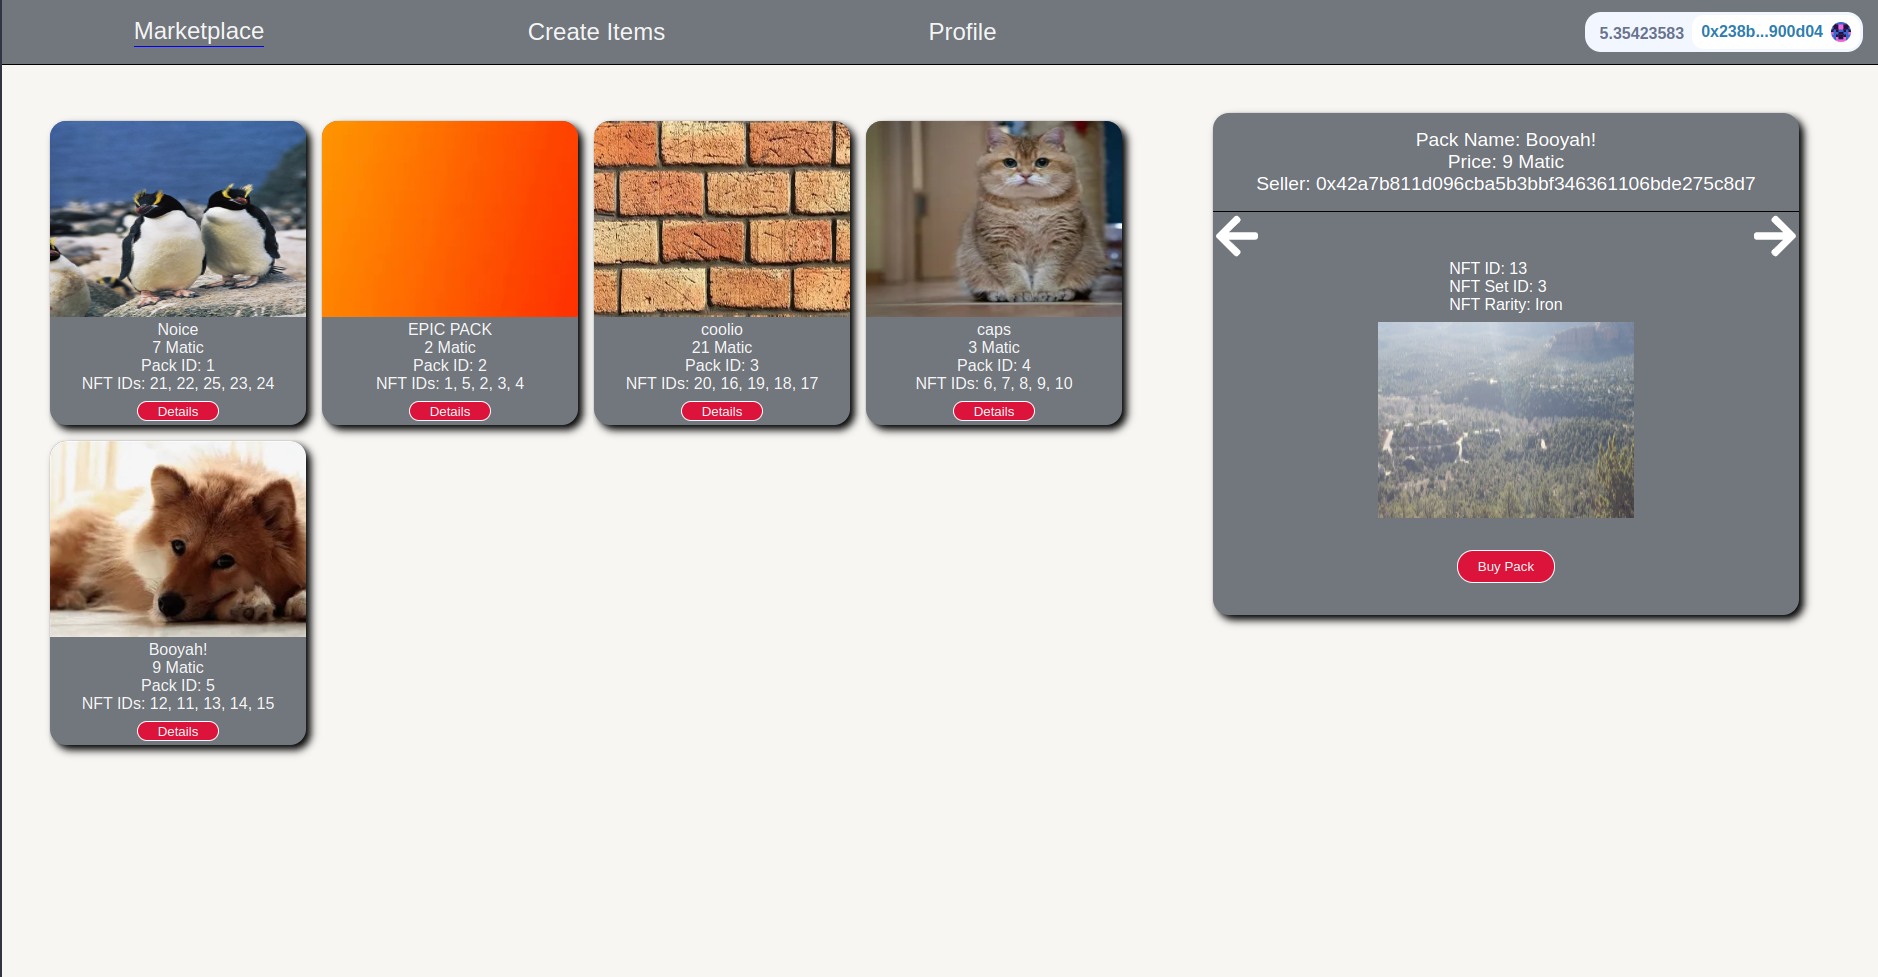 Marketplace
Create Items
Profile
5.35423583
0x238b...900d04
Noice
7 Matic
Pack ID: 1
NFT IDs: 21, 22, 25, 23, 24
Details
EPIC PACK
2 Matic
Pack ID: 2
NFT IDs: 1, 5, 2, 3, 4
Details
coolio
21 Matic
Pack ID: 3
NFT IDs: 20, 16, 19, 18, 17
Details
caps
3 Matic
Pack ID: 4
NFT IDs: 6, 7, 8, 9, 10
Details
Booyah!
9 Matic
Pack ID: 5
NFT IDs: 12, 11, 13, 14, 15
Details
Pack Name: Booyah!
Price: 9 Matic
Seller: 0x42a7b811d096cba5b3bbf346361106bde275c8d7
NFT ID: 13
NFT Set ID: 3
NFT Rarity: Iron
Buy Pack